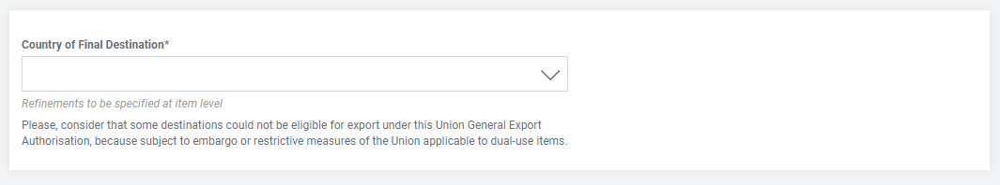 Country of Final Destination*
Refinements to be specified at item level
Please, consider that some destinations could not be eligible for export under this Union General Export
Authorisation, because subject to embargo or restrictive measures of the Union applicable to dual-use items.